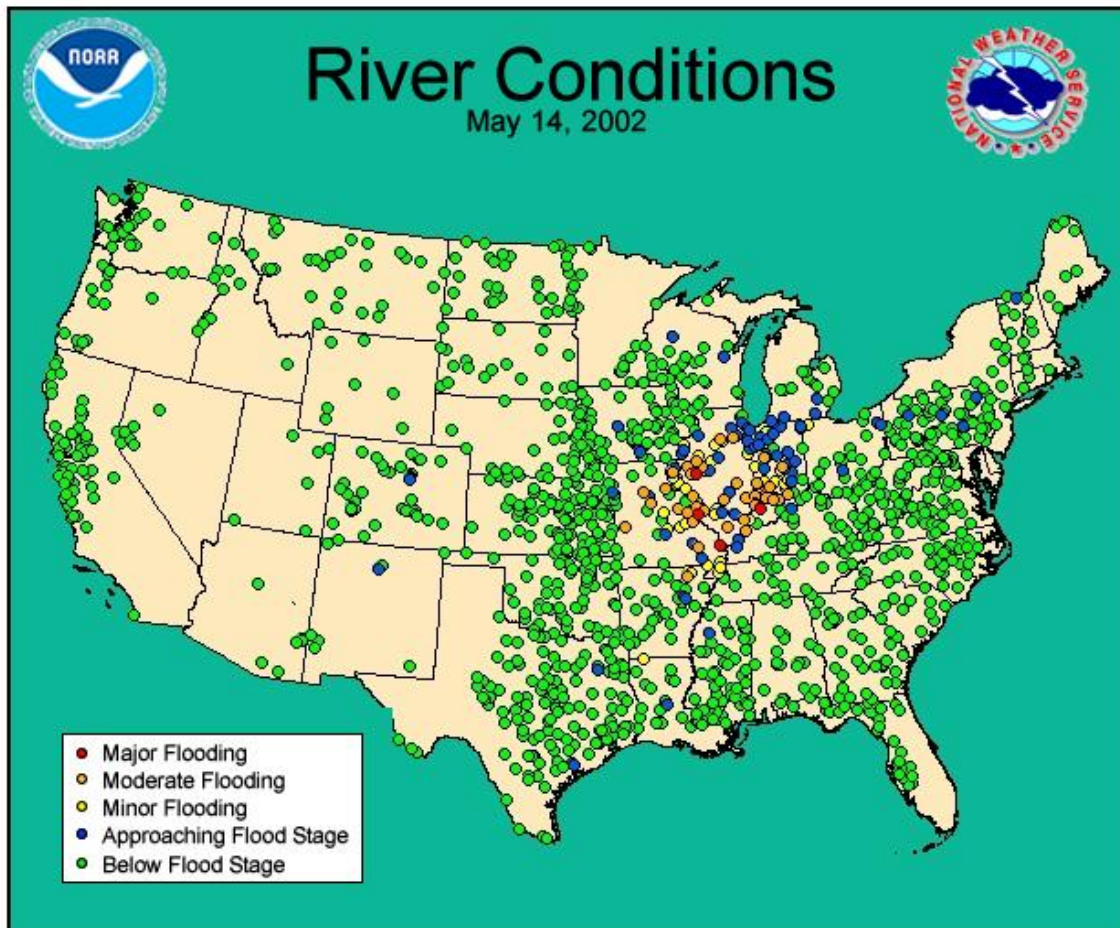 NOAA
River Conditions
May 14, 2002
NATIONAL WEATHER SERVICE
Major Flooding
Moderate Flooding
Minor Flooding
Approaching Flood Stage
Below Flood Stage